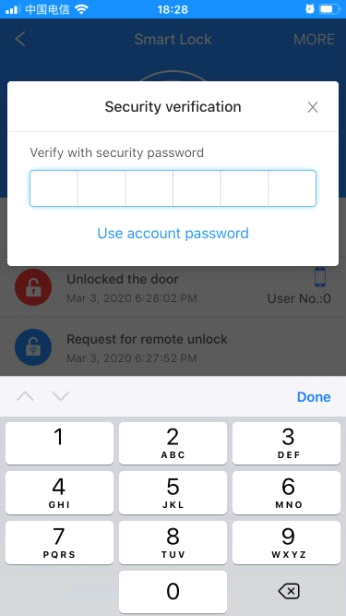 中国电信
18:28
Smart Lock
MORE
Security verification
Verify with security password
Use account password
Unlocked the door
Mar 3, 2020 6:28:02 PM
User No.:0
Request for remote unlock
Mar 3, 2020 6:27:52 PM
Done
1
2
ABC
3
DEF
4
GHI
5
JKL
6
MNO
7
PQRS
8
TUV
9
WXYZ
0